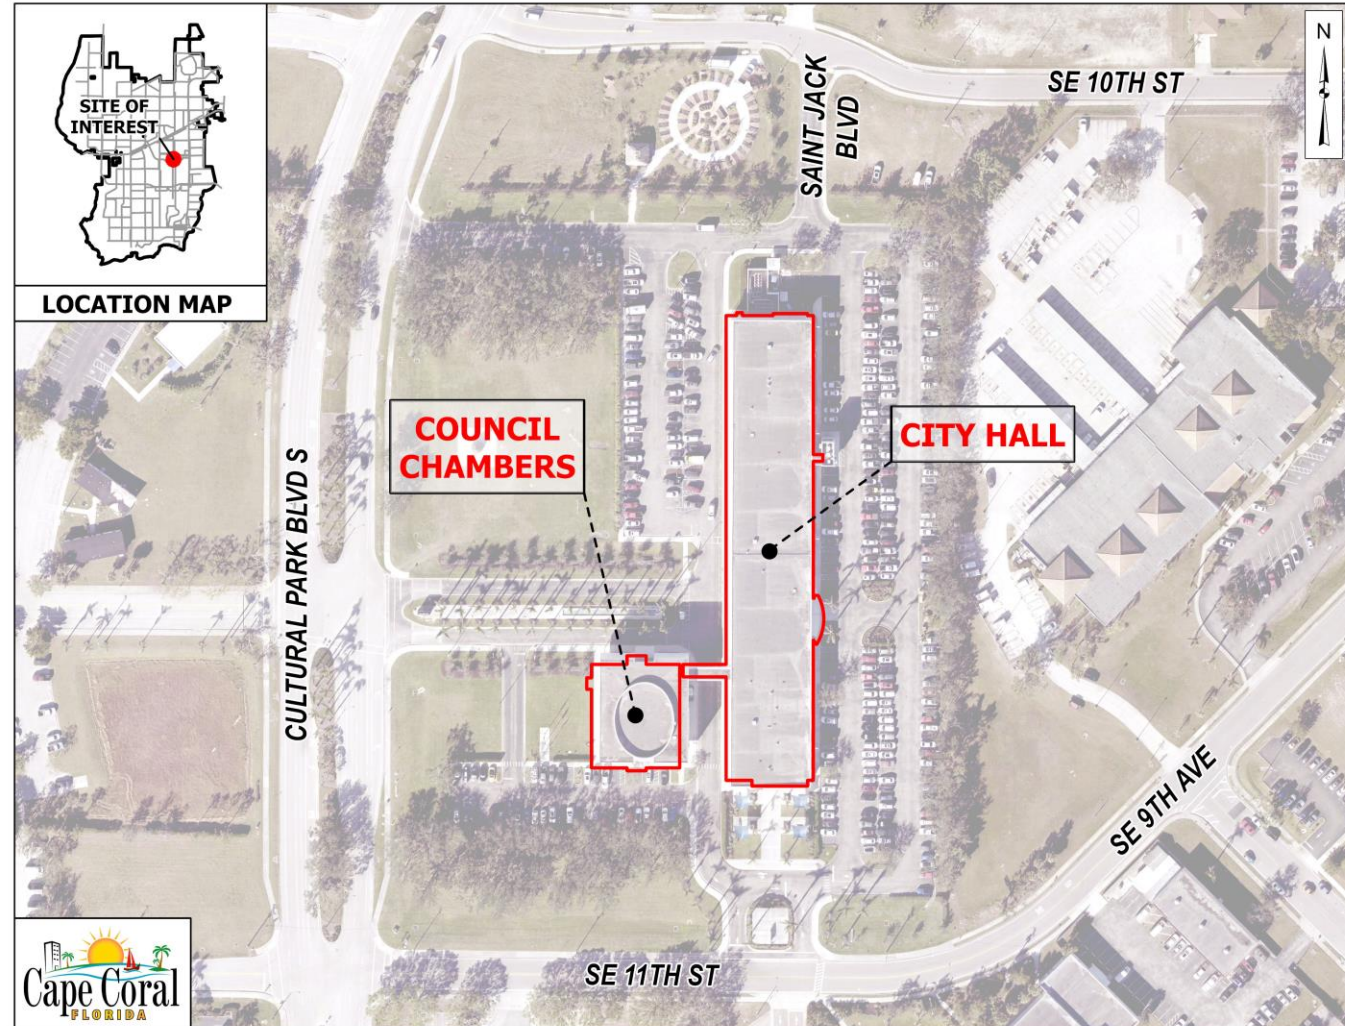 SITE OF
INTEREST
LOCATION MAP
N
SE 10TH ST
SAINT JACK
BLVD
COUNCIL
CHAMBERS
CITY HALL
CULTURAL PARK BLVD S
SE 9TH AVE
SE 11TH ST
Cape Coral
FLORIDA